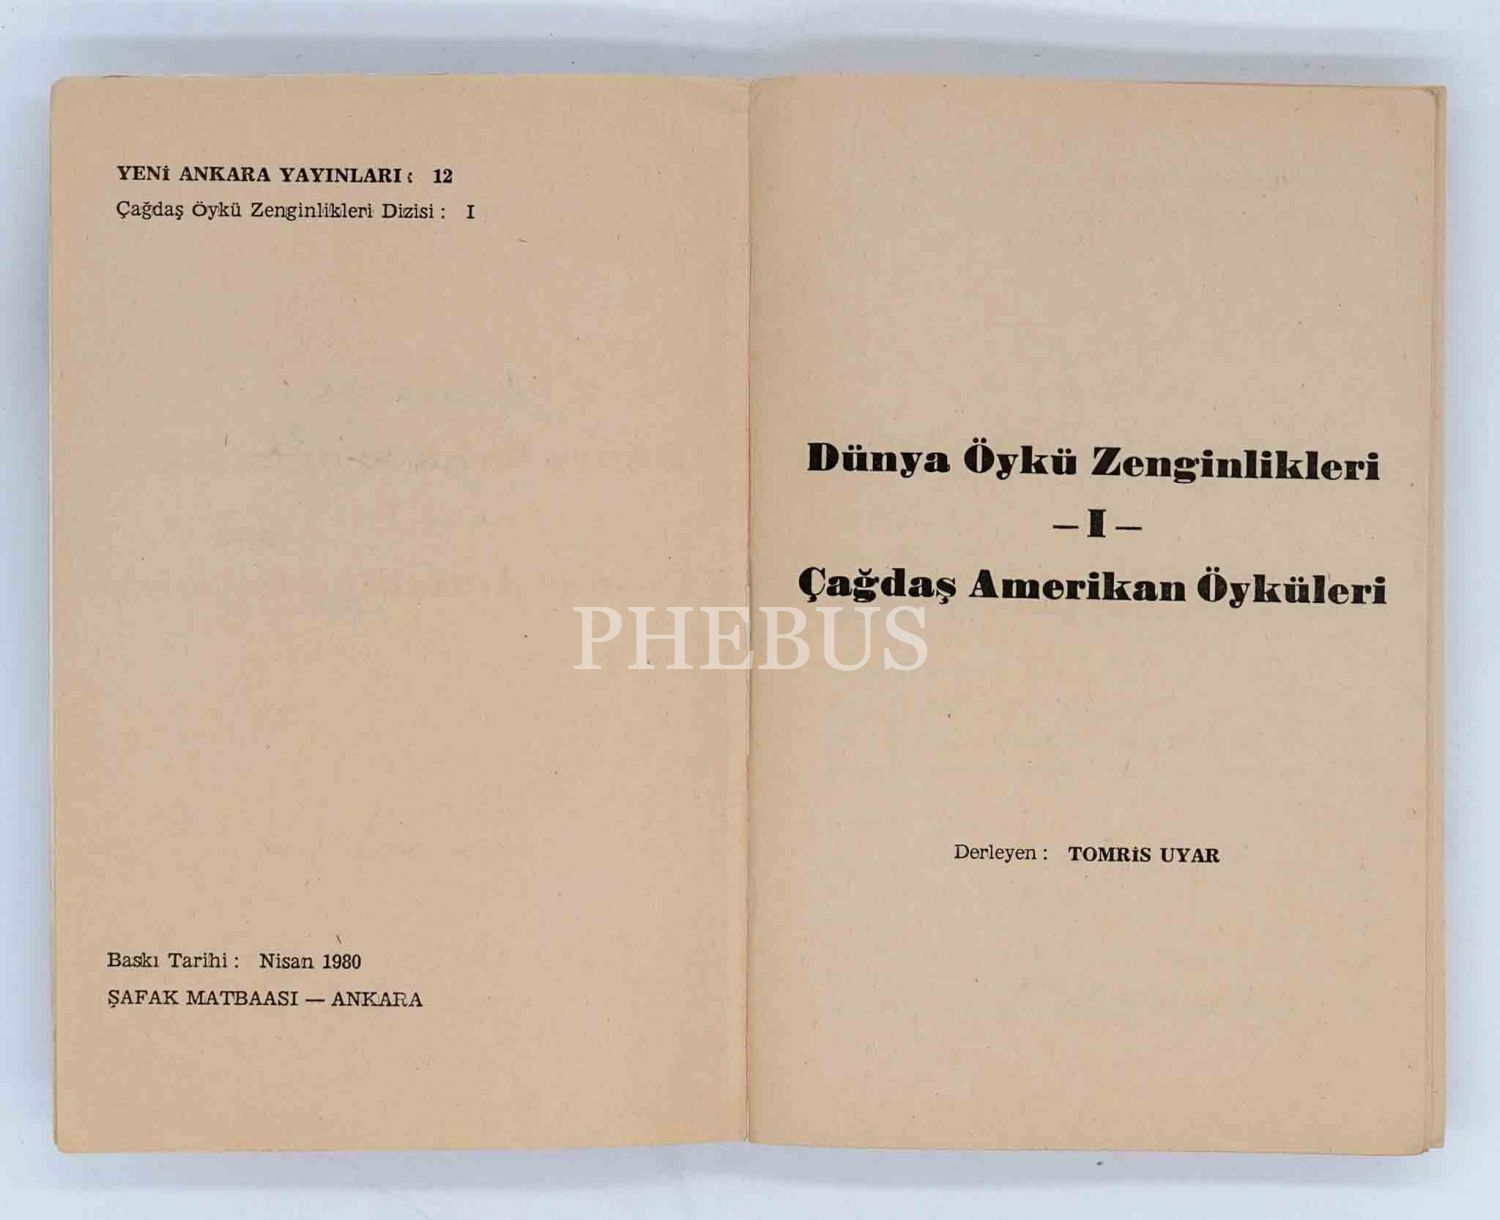 YENİ ANKARA YAYINLARI : 12
Çağdaş Öykü Zenginlikleri Dizisi : I
Baskı Tarihi : Nisan 1980
ŞAFAK MATBAASI — ANKARA
Dünya Öykü Zenginlikleri
– I –
Çağdaş Amerikan Öyküleri
PHEBUS
Derleyen : TOMRİS UYAR